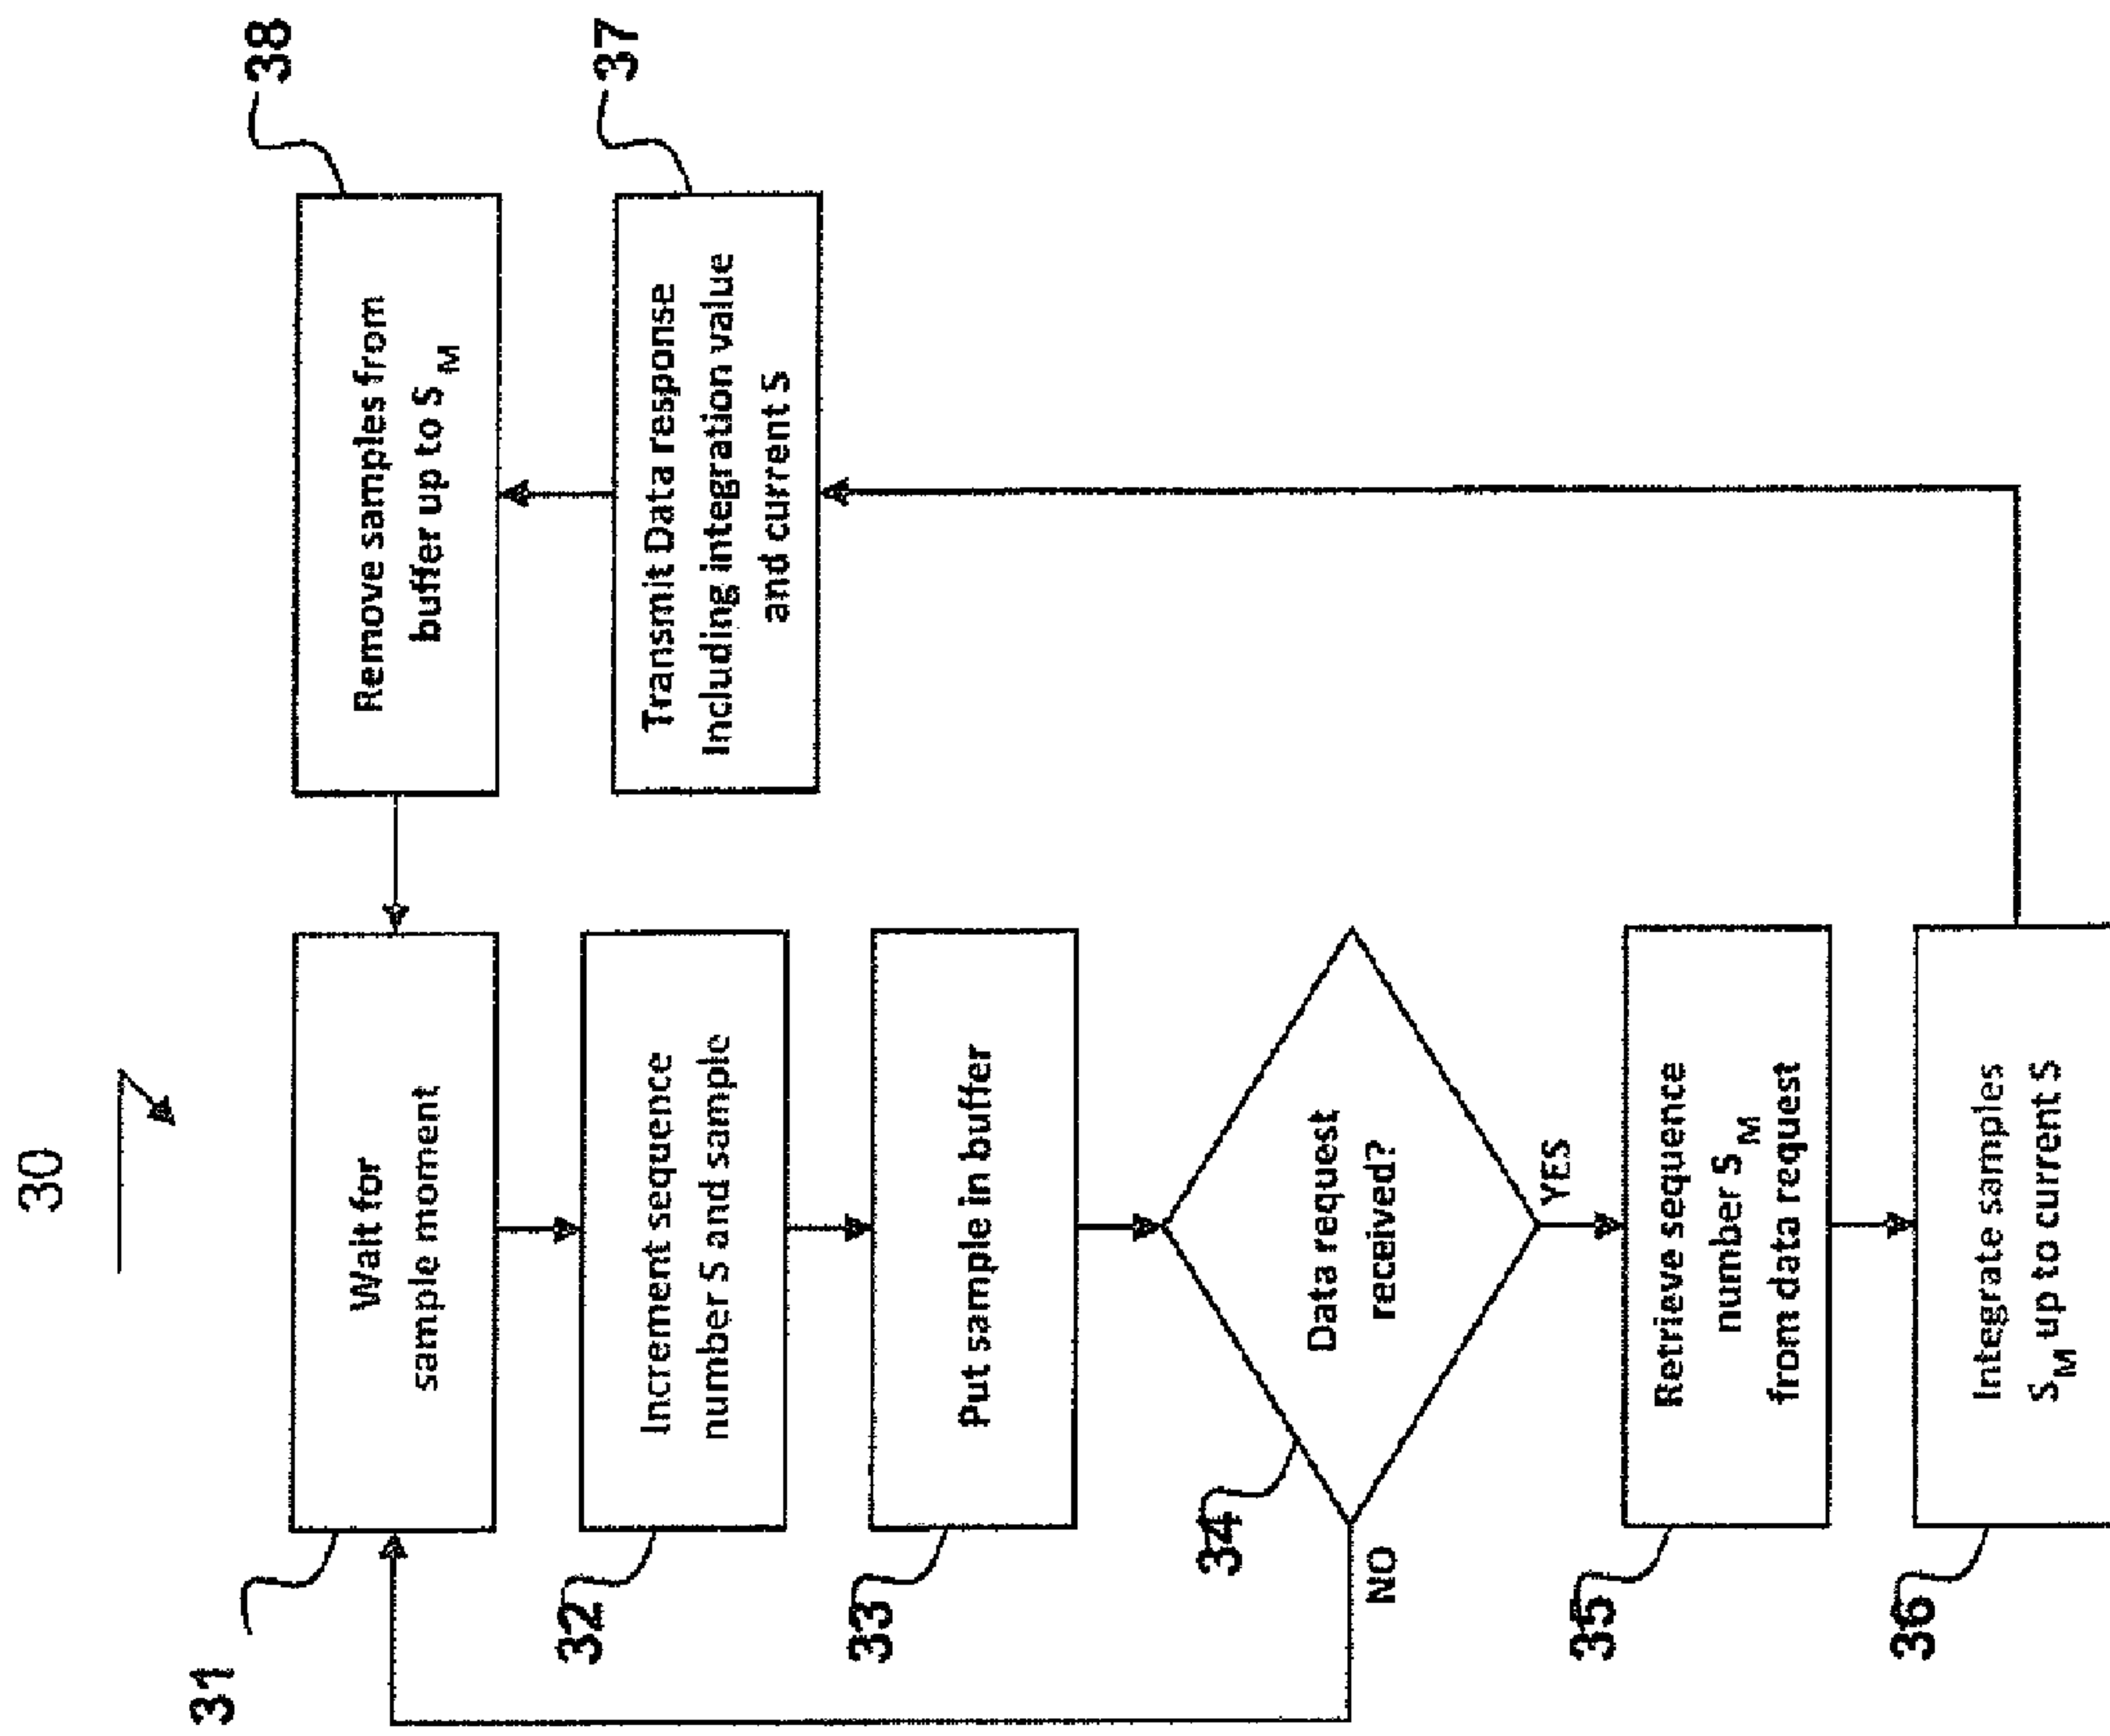 30
31
Wait for
sample moment
32
Increment sequence
number S and sample
33
Put sample in buffer
34
Data request
received?
NO
YES
35
Retrieve sequence
number S_M
from data request
36
Integrate samples
S_M up to current S
37
Transmit Data response
Including integration value
and current S
38
Remove samples from
buffer up to S_M